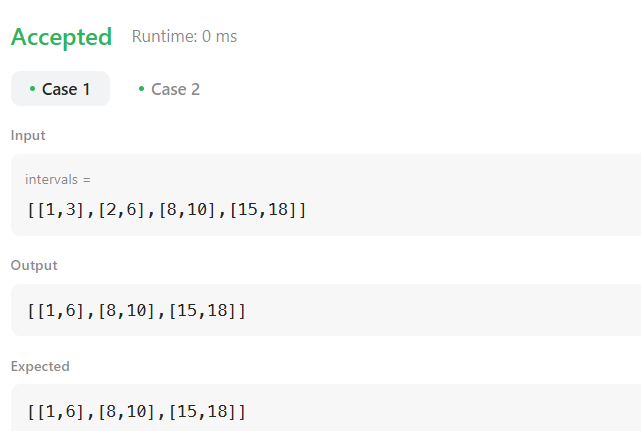 Accepted Runtime: 0 ms
• Case 1 • Case 2
Input
intervals =
[[1,3],[2,6],[8,10],[15,18]]
Output
[[1,6],[8,10],[15,18]]
Expected
[[1,6],[8,10],[15,18]]